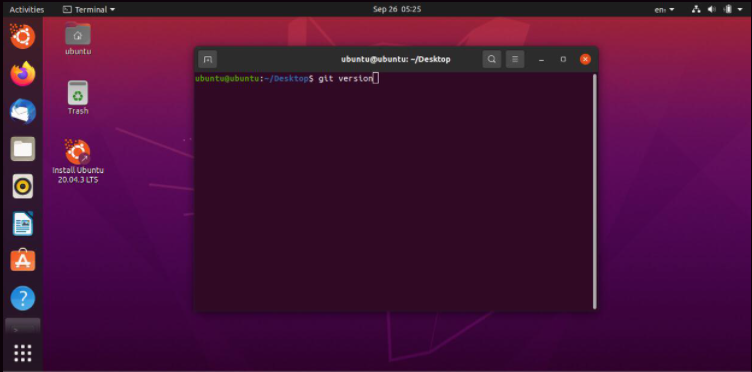 Activities Terminal Sep 26 05:25 en₁
ubuntu
Trash
Install Ubuntu
20.04.3 LTS
ubuntu@ubuntu: ~/Desktop
ubuntu@ubuntu:~/Desktop$ git version